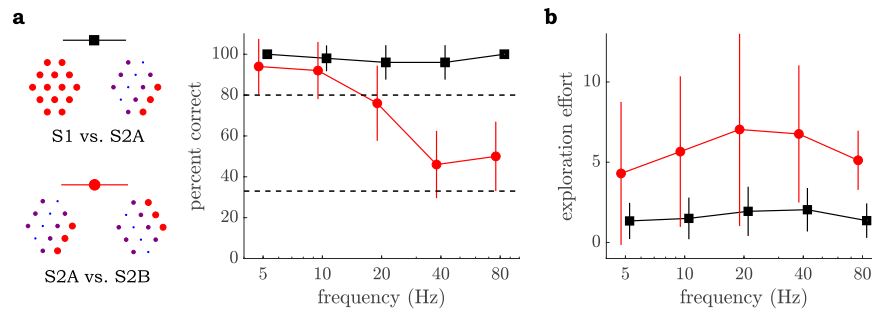 a
S1 vs. S2A
S2A vs. S2B
percent correct
100
80
60
40
20
0
5 10 20 40 80
frequency (Hz)
b
exploration effort
10
5
0
5 10 20 40 80
frequency (Hz)